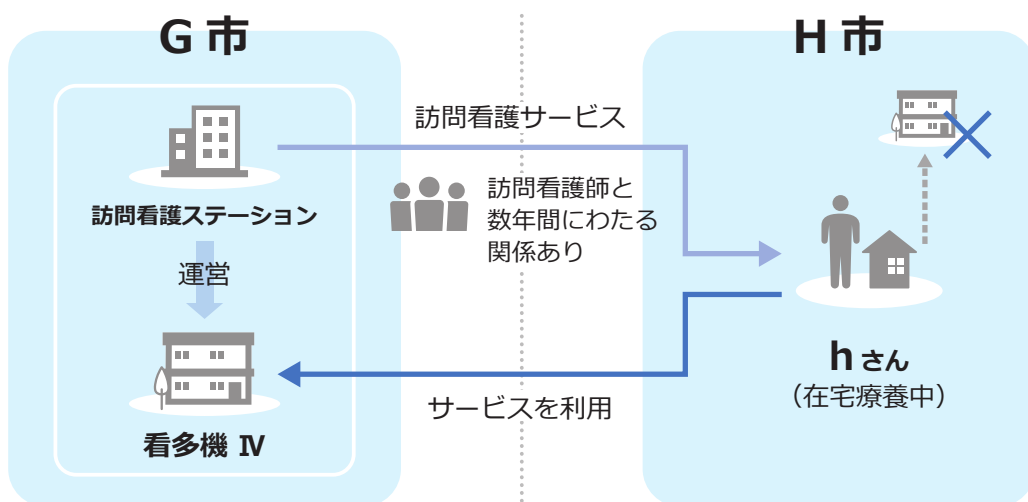 G 市
H 市
訪問看護サービス
訪問看護師と
数年間にわたる
関係あり
訪問看護ステーション
運営
看多機 Ⅳ
サービスを利用
h さん
（在宅療養中）